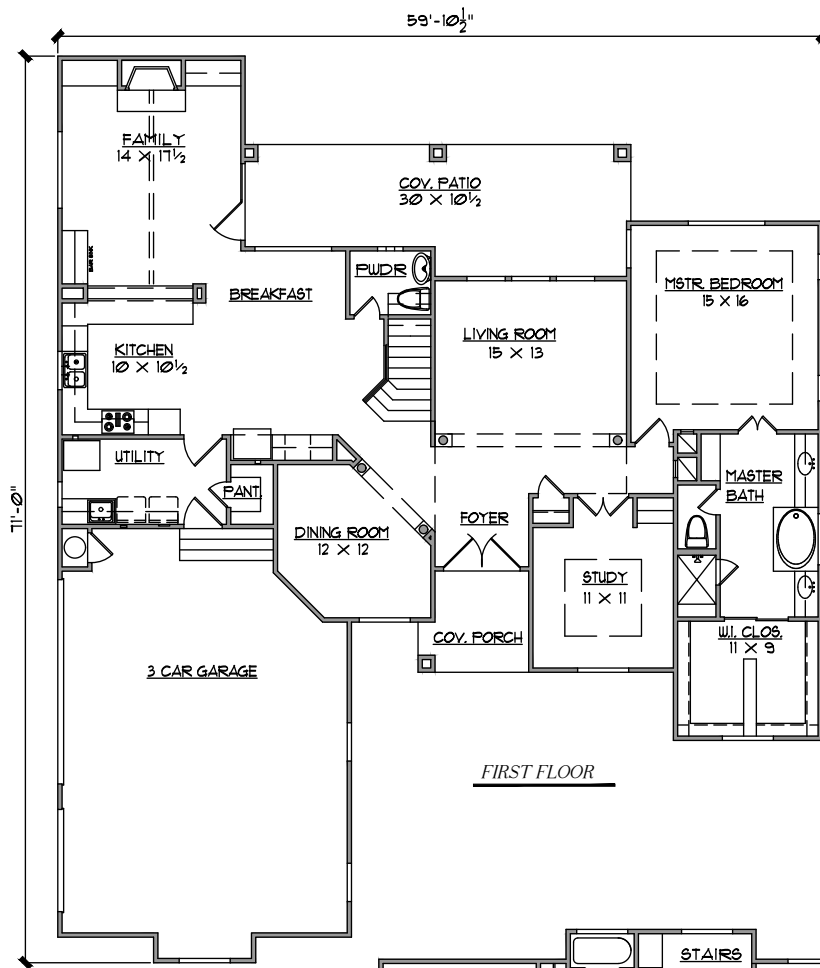 59'-10½"
FAMILY
14 X 17½
COV. PATIO
30 X 10½
PWDR
MSTR. BEDROOM
15 X 16
BREAKFAST
BAR SINK
LIVING ROOM
15 X 13
KITCHEN
10 X 10½
UTILITY
MASTER
BATH
PANT.
71'-0"
FOYER
DINING ROOM
12 X 12
STUDY
11 X 11
COV. PORCH
W.I. CLOS.
11 X 9
3 CAR GARAGE
FIRST FLOOR
STAIRS